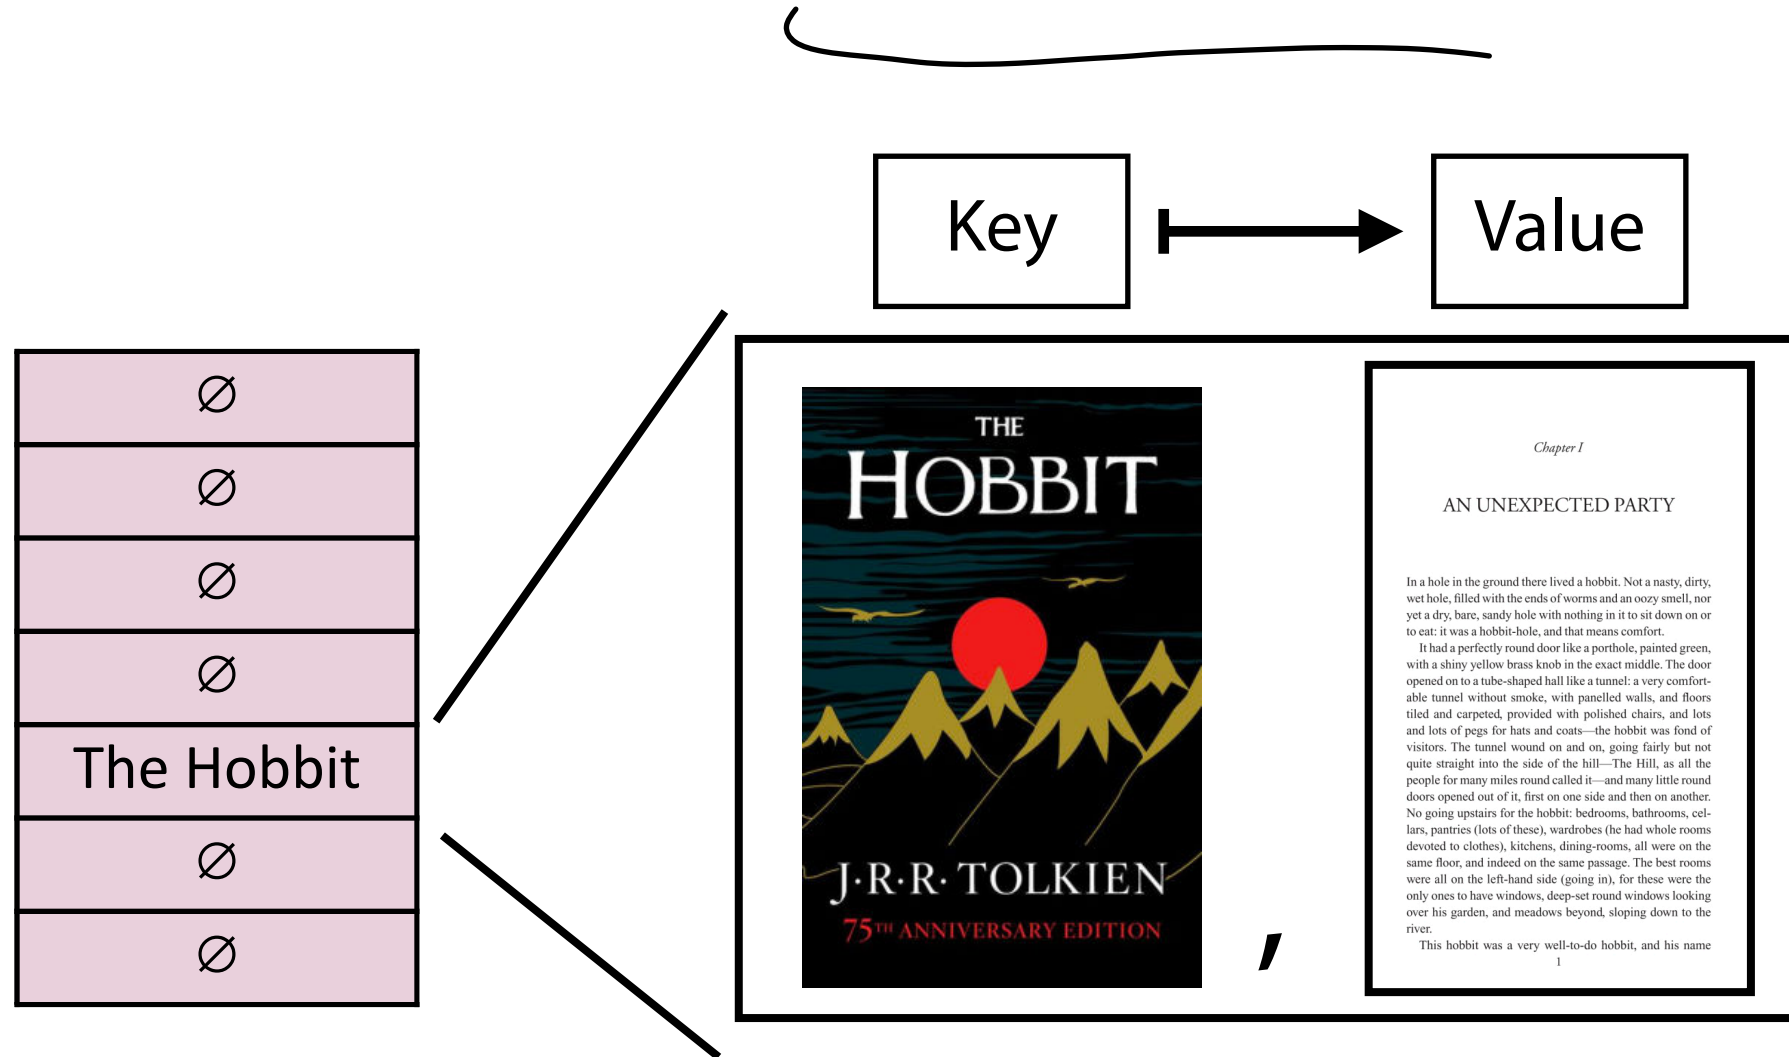 Key
Value
∅
∅
∅
∅
The Hobbit
∅
∅
THE
HOBBIT
J·R·R· TOLKIEN
75TH ANNIVERSARY EDITION
,
Chapter I
AN UNEXPECTED PARTY
In a hole in the ground there lived a hobbit. Not a nasty, dirty,
wet hole, filled with the ends of worms and an oozy smell, nor
yet a dry, bare, sandy hole with nothing in it to sit down on or
to eat: it was a hobbit-hole, and that means comfort.
It had a perfectly round door like a porthole, painted green,
with a shiny yellow brass knob in the exact middle. The door
opened on to a tube-shaped hall like a tunnel: a very comfort-
able tunnel without smoke, with panelled walls, and floors
tiled and carpeted, provided with polished chairs, and lots
and lots of pegs for hats and coats—the hobbit was fond of
visitors. The tunnel wound on and on, going fairly but not
quite straight into the side of the hill—The Hill, as all the
people for many miles round called it—and many little round
doors opened out of it, first on one side and then on another.
No going upstairs for the hobbit: bedrooms, bathrooms, cel-
lars, pantries (lots of these), wardrobes (he had whole rooms
devoted to clothes), kitchens, dining-rooms, all were on the
same floor, and indeed on the same passage. The best rooms
were all on the left-hand side (going in), for these were the
only ones to have windows, deep-set round windows looking
over his garden, and meadows beyond, sloping down to the
river.
This hobbit was a very well-to-do hobbit, and his name
1